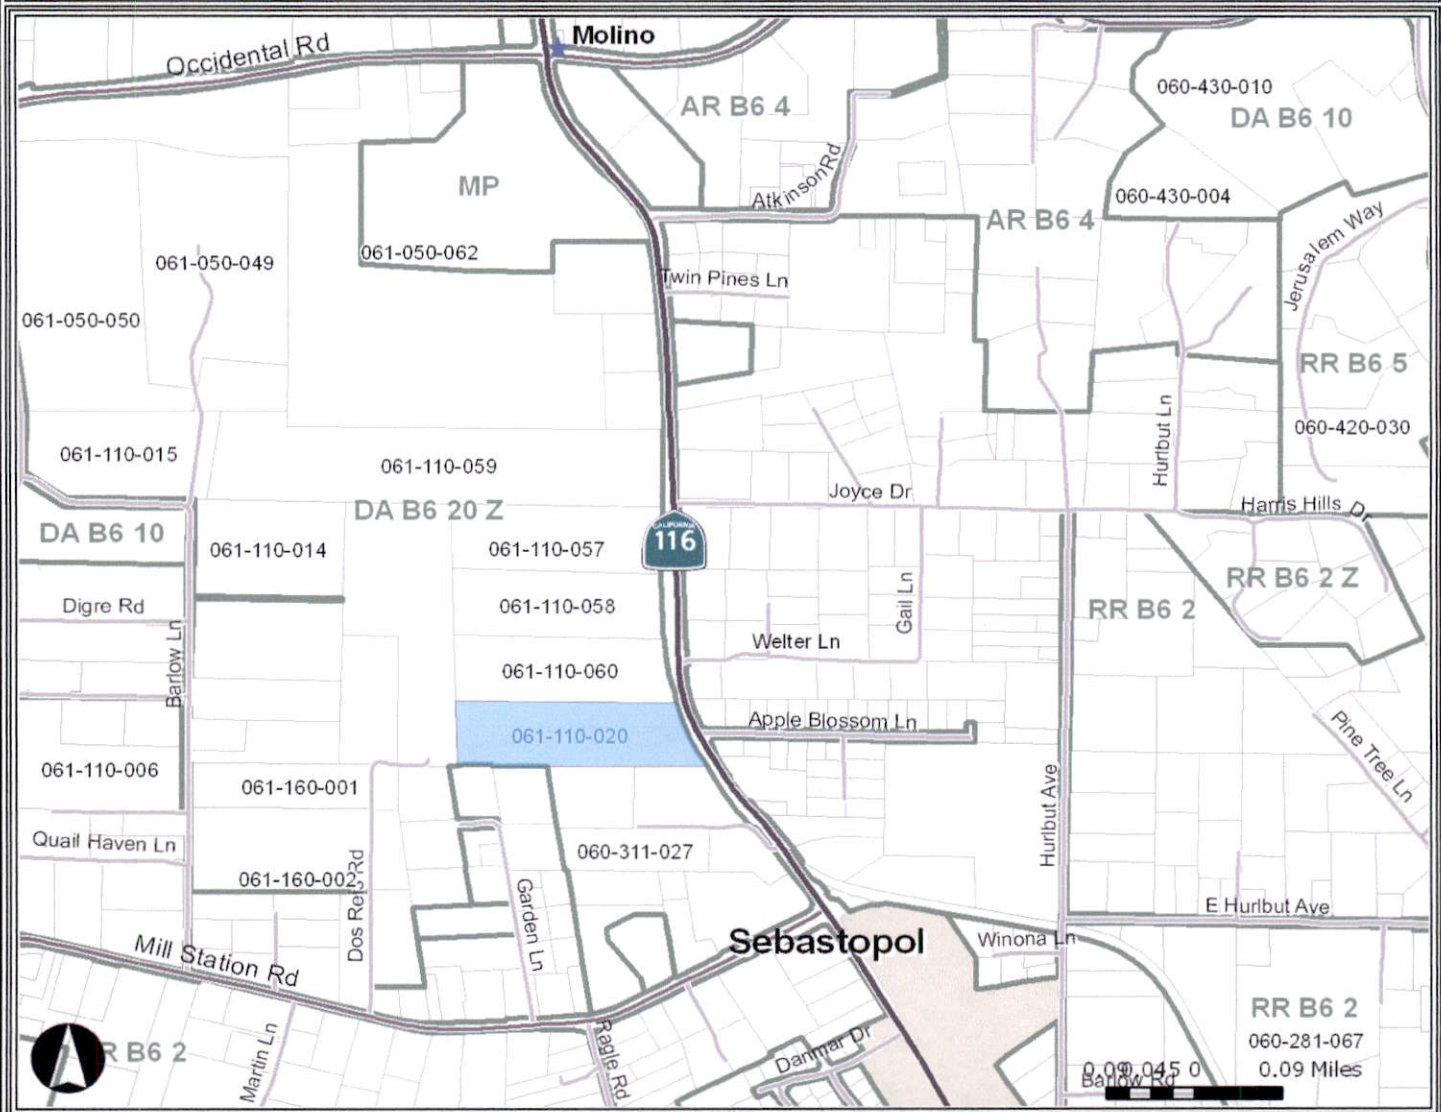 Molino
Occidental Rd
060-430-010
AR B6 4
DA B6 10
Atkinson Rd
MP
060-430-004
AR B6 4
Jerusalem Way
061-050-049
061-050-062
Twin Pines Ln
061-050-050
RR B6 5
Hurlbut Ln
060-420-030
061-110-015
061-110-059
Joyce Dr
Harris Hills Dr
DA B6 20 Z
DA B6 10
CALIFORNIA
116
061-110-014
061-110-057
RR B6 2 Z
Digre Rd
061-110-058
Gail Ln
RR B6 2
Barlow Ln
Welter Ln
061-110-060
061-110-020
Apple Blossom Ln
Pine Tree Ln
061-110-006
061-160-001
Hurlbut Ave
Quail Haven Ln
060-311-027
061-160-002
Dos Reis Rd
Garden Ln
E Hurlbut Ave
Sebastopol
Winona Ln
Mill Station Rd
RR B6 2
060-281-067
R B6 2
Martin Ln
Ragle Rd
Danmar Dr
0.09 0.045 0 0.09 Miles
Barlow Rd